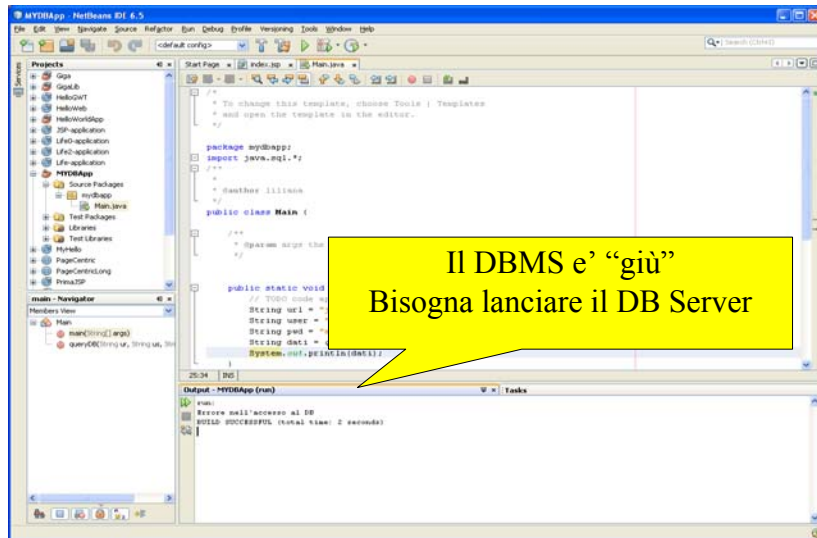 MYDBApp - NetBeans IDE 6.5
File Edit View Navigate Source Refactor Run Debug Profile Versioning Tools Window Help
<default config>
Search (Ctrl+I)
Services
Projects
Giga
GigaLib
HelloGWT
HelloWeb
HelloWorldApp
JSP-application
Life0-application
Life2-application
Life-application
MYDBApp
Source Packages
mydbapp
Main.java
Test Packages
Libraries
Test Libraries
MyHello
PageCentric
PageCentricLong
PrimaJSP
main - Navigator
Members View
Main
main(String[] args)
queryDB(String ur, String us, Stri
Start Page
index.jsp
Main.java
/*
* To change this template, choose Tools | Templates
* and open the template in the editor.
*/
package mydbapp;
import java.sql.*;
/**
*
* @author liliana
*/
public class Main {
/**
* @param args the
*/
public static void
// TODO code a
String url = "
String user = "
String pwd = "
String dati =
System.out.println(dati);
}
25:34 INS
Il DBMS e’ “giù”
Bisogna lanciare il DB Server
Output - MYDBApp (run)
Tasks
run:
Errore nell'accesso al DB
BUILD SUCCESSFUL (total time: 2 seconds)